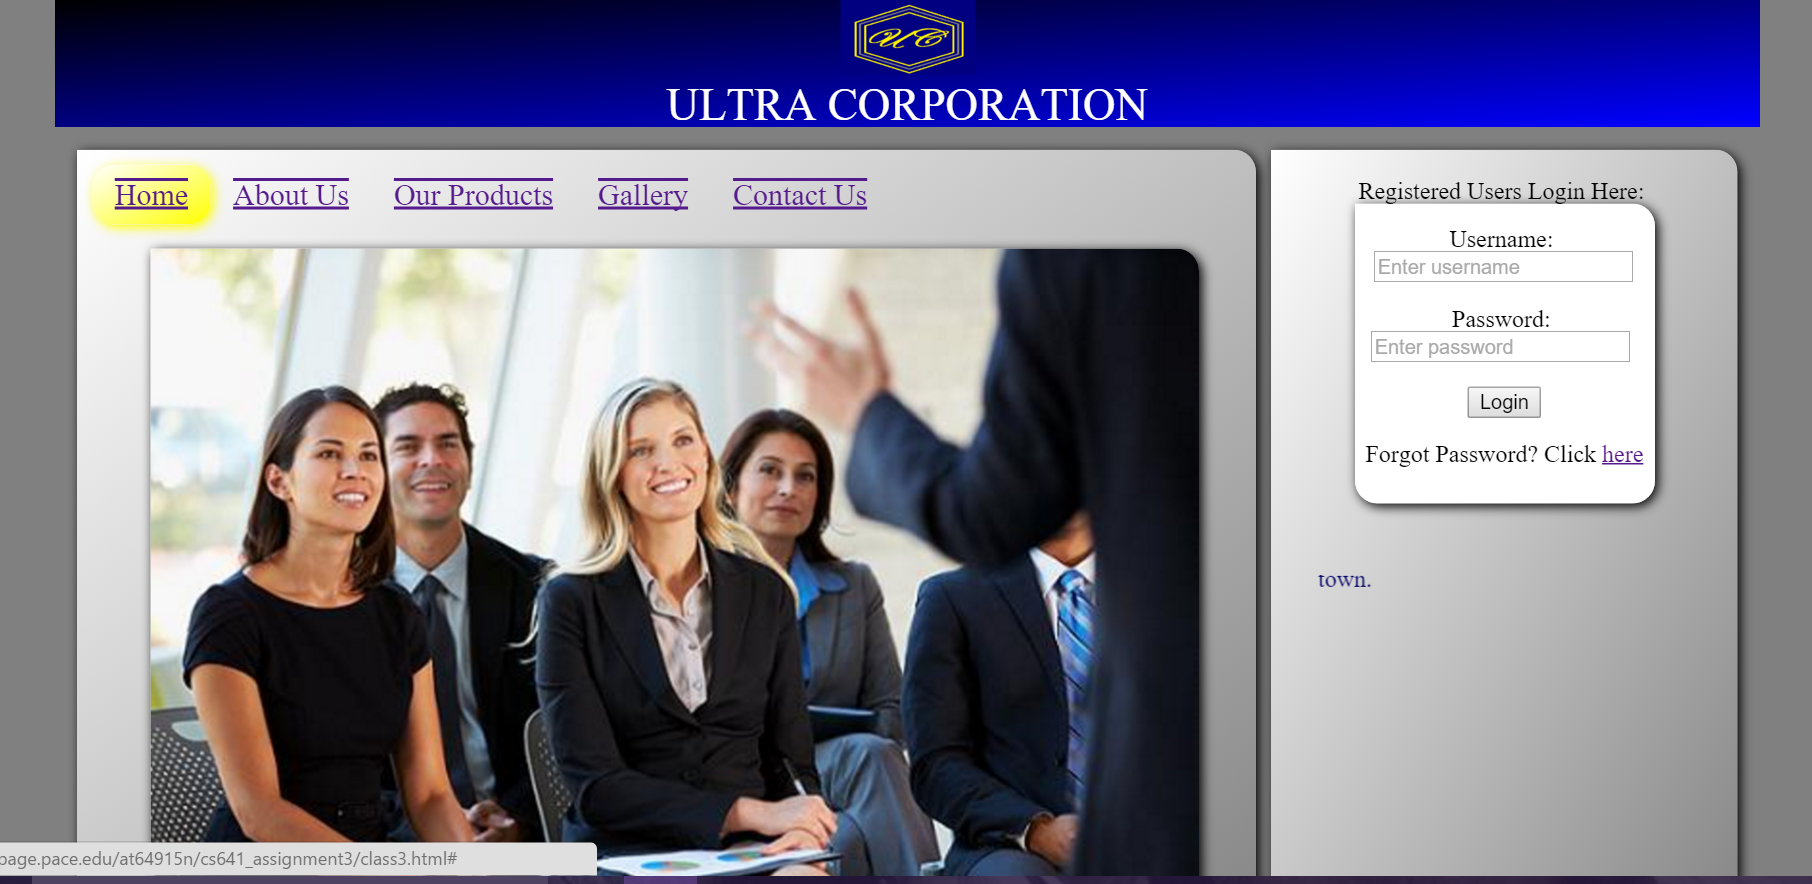 UC
ULTRA CORPORATION
Home About Us Our Products Gallery Contact Us
Registered Users Login Here:
Username:
Enter username
Password:
Enter password
Login
Forgot Password? Click here
town.
page.pace.edu/at64915n/cs641_assignment3/class3.html#